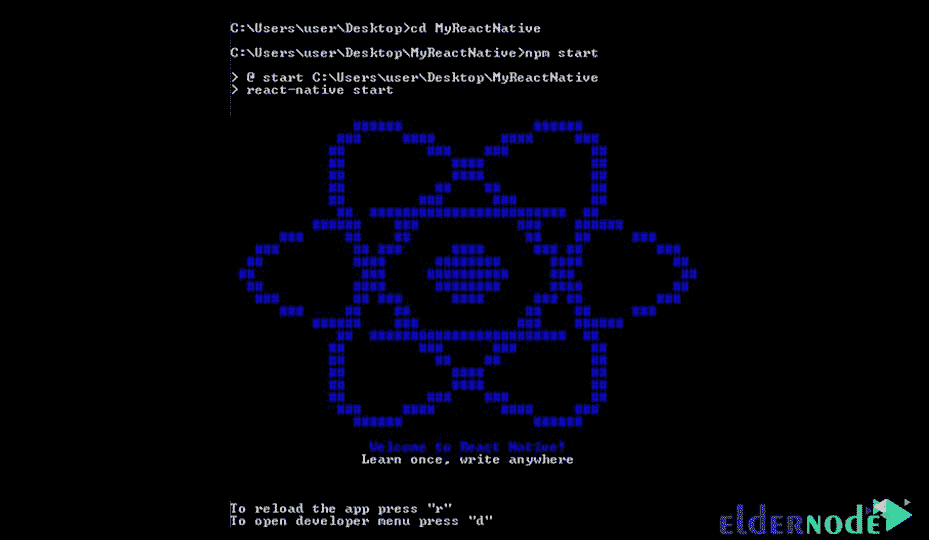 C:\Users\user\Desktop>cd MyReactNative
C:\Users\user\Desktop\MyReactNative>npm start
> @ start C:\Users\user\Desktop\MyReactNative
> react-native start
Welcome to React Native!
Learn once, write anywhere
To reload the app press "r"
To open developer menu press "d"
eldernode